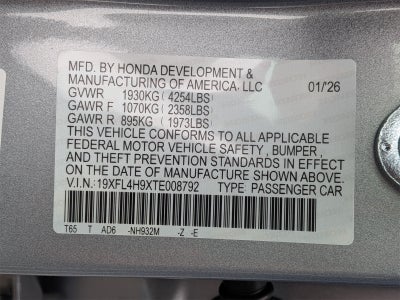 MFD. BY HONDA DEVELOPMENT &
MANUFACTURING OF AMERICA, LLC 01/'26
GVWR 1930KG(4254LBS)
GAWR F 1070KG(2358LBS)
GAWR R 895KG(1973LBS)
THIS VEHICLE CONFORMS TO ALL APPLICABLE
FEDERAL MOTOR VEHICLE SAFETY, BUMPER,
AND THEFT PREVENTION STANDARDS IN EFFECT
ON THE DATE OF MANUFACTURE SHOWN ABOVE.
V.I.N.:19XFL4H9XTE008792 TYPE: PASSENGER CAR
T65 T AD6 -NH932M -Z -E